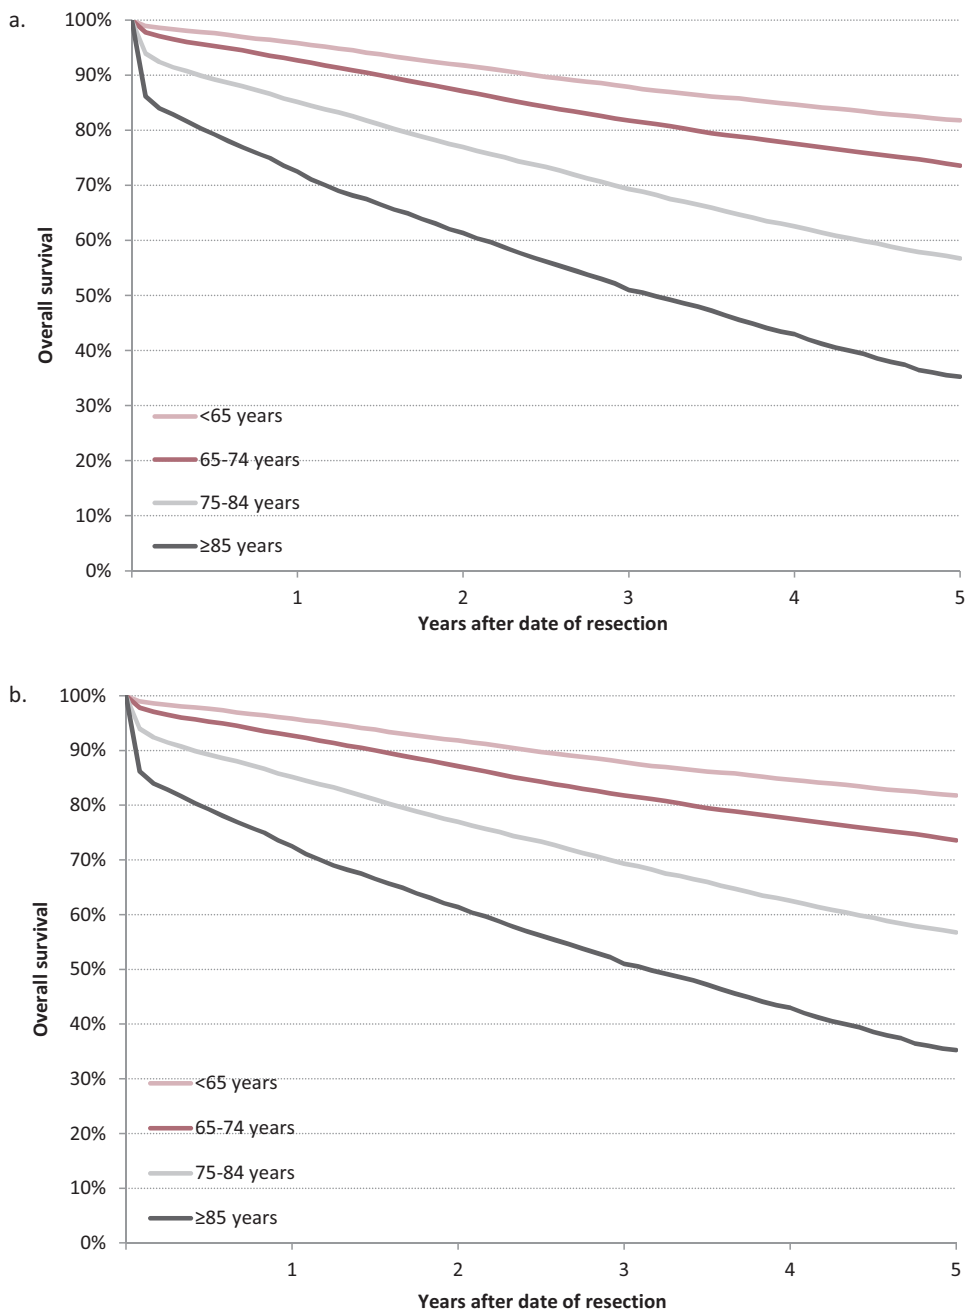 a.
100%
90%
80%
70%
60%
50%
40%
30%
20%
10%
0%
Overall survival
<65 years
65-74 years
75-84 years
≥85 years
1 2 3 4 5
Years after date of resection
b.
100%
90%
80%
70%
60%
50%
40%
30%
20%
10%
0%
Overall survival
<65 years
65-74 years
75-84 years
≥85 years
1 2 3 4 5
Years after date of resection